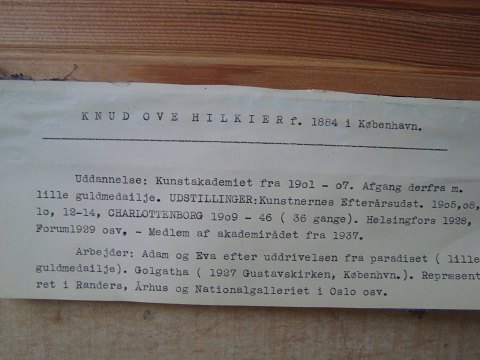 KNUD OVE HILKIER f. 1884 i København.
Uddannelse: Kunstakademiet fra 19o1 - o7. Afgang derfra m.
lille guldmedailje. UDSTILLINGER:Kunstnernes Efterårsudst. 19o5,o8,
1o, 12-14, CHARLOTTENBORG 19o9 - 46 ( 36 gange). Helsingfors 1928,
Forum1929 osv, - Medlem af akademirådet fra 1937.
Arbejder: Adam og Eva efter uddrivelsen fra paradiset ( lille
guldmedailje). Golgatha ( 1927 Gustavskirken, Københvn.). Repræsent
ret i Randers, Århus og Nationalgalleriet i Oslo osv.